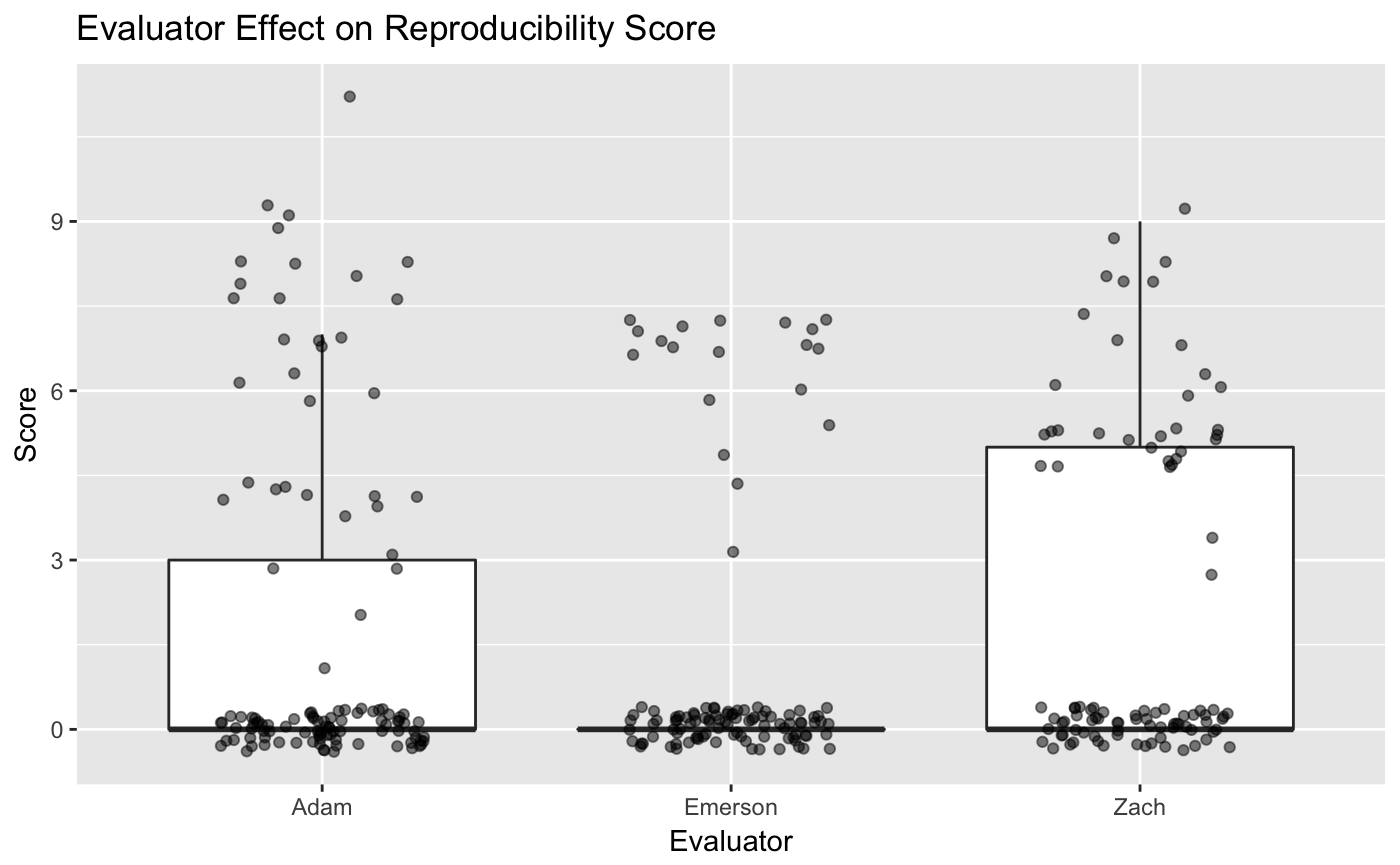 Evaluator Effect on Reproducibility Score
Score
9
6
3
0
Adam
Emerson
Zach
Evaluator